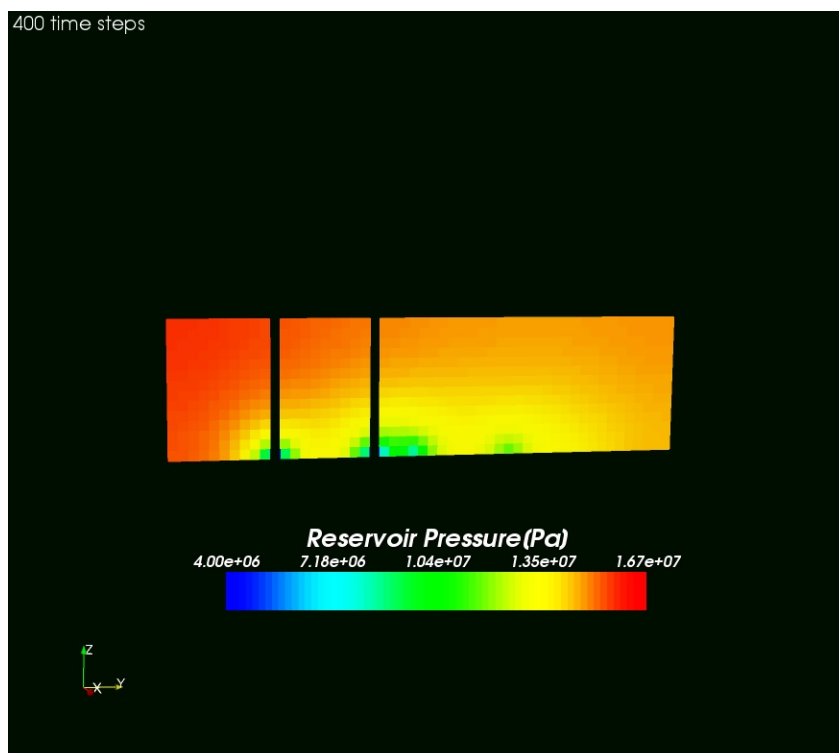 400 time steps
Reservoir Pressure(Pa)
4.00e+06 7.18e+06 1.04e+07 1.35e+07 1.67e+07
Z
X Y